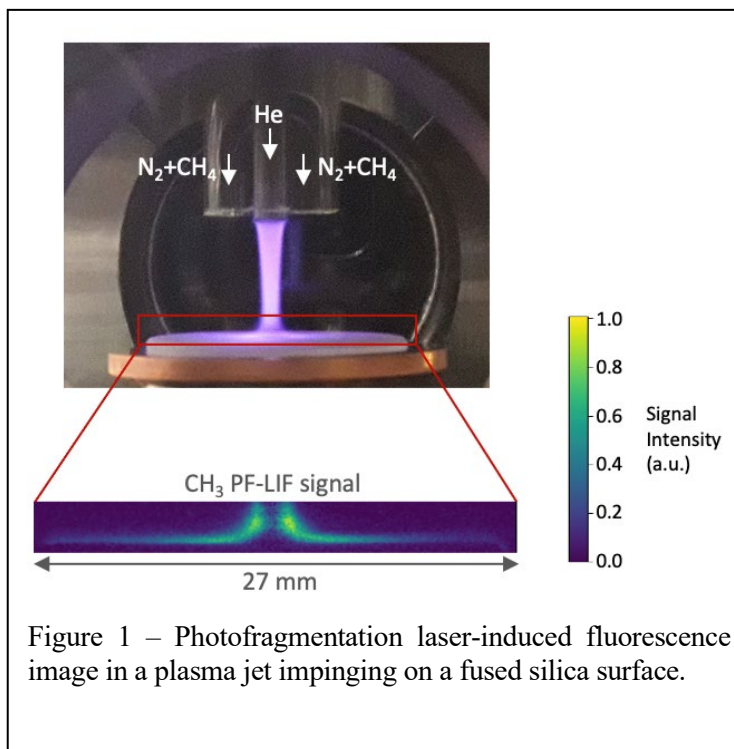 He
N₂+CH₄
N₂+CH₄
1.0
0.8
0.6
0.4
0.2
0.0
Signal
Intensity
(a.u.)
CH₃ PF-LIF signal
27 mm
Figure 1 – Photofragmentation laser-induced fluorescence
image in a plasma jet impinging on a fused silica surface.